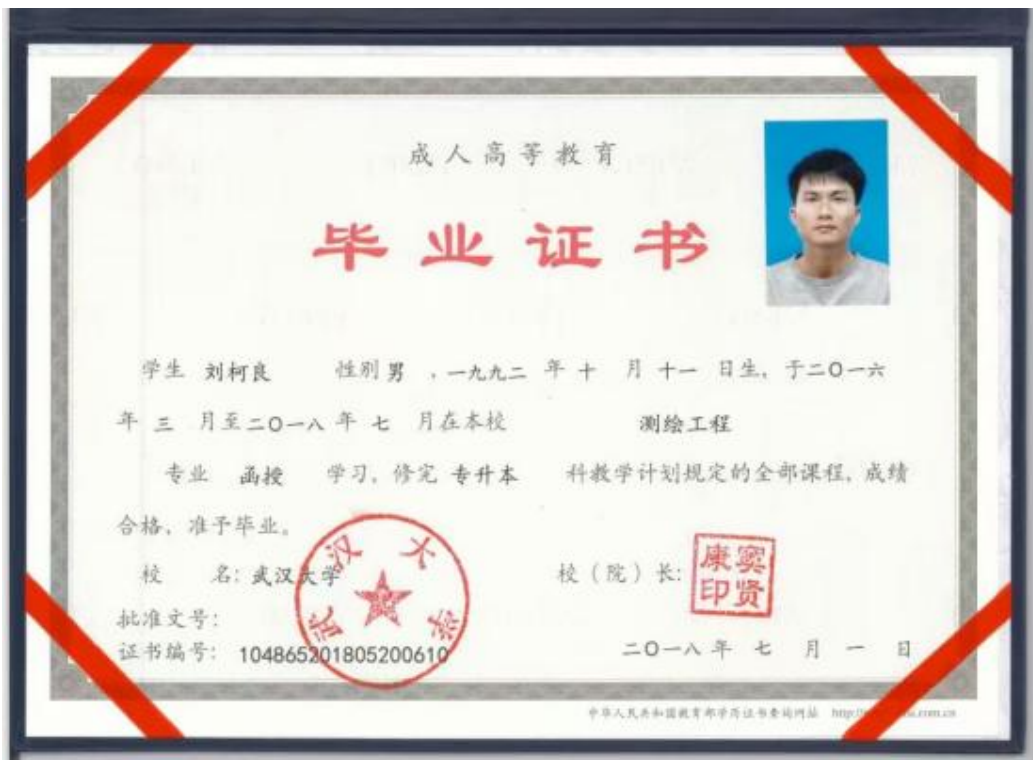 成人高等教育
毕业证书
学生 刘柯良 性别 男 ，一九九二 年 十 月 十一 日生，于二〇一六
年 三 月至二〇一八 年 七 月在本校 测绘工程
专业 函授 学习，修完 专升本 科教学计划规定的全部课程，成绩
合格，准予毕业。
校 名：武汉大学 校（院）长：
窦贤康印
武汉大学
批准文号：
证书编号：104865201805200610 二〇一八 年 七 月 一 日
中华人民共和国教育部学历证书查询网站 http://